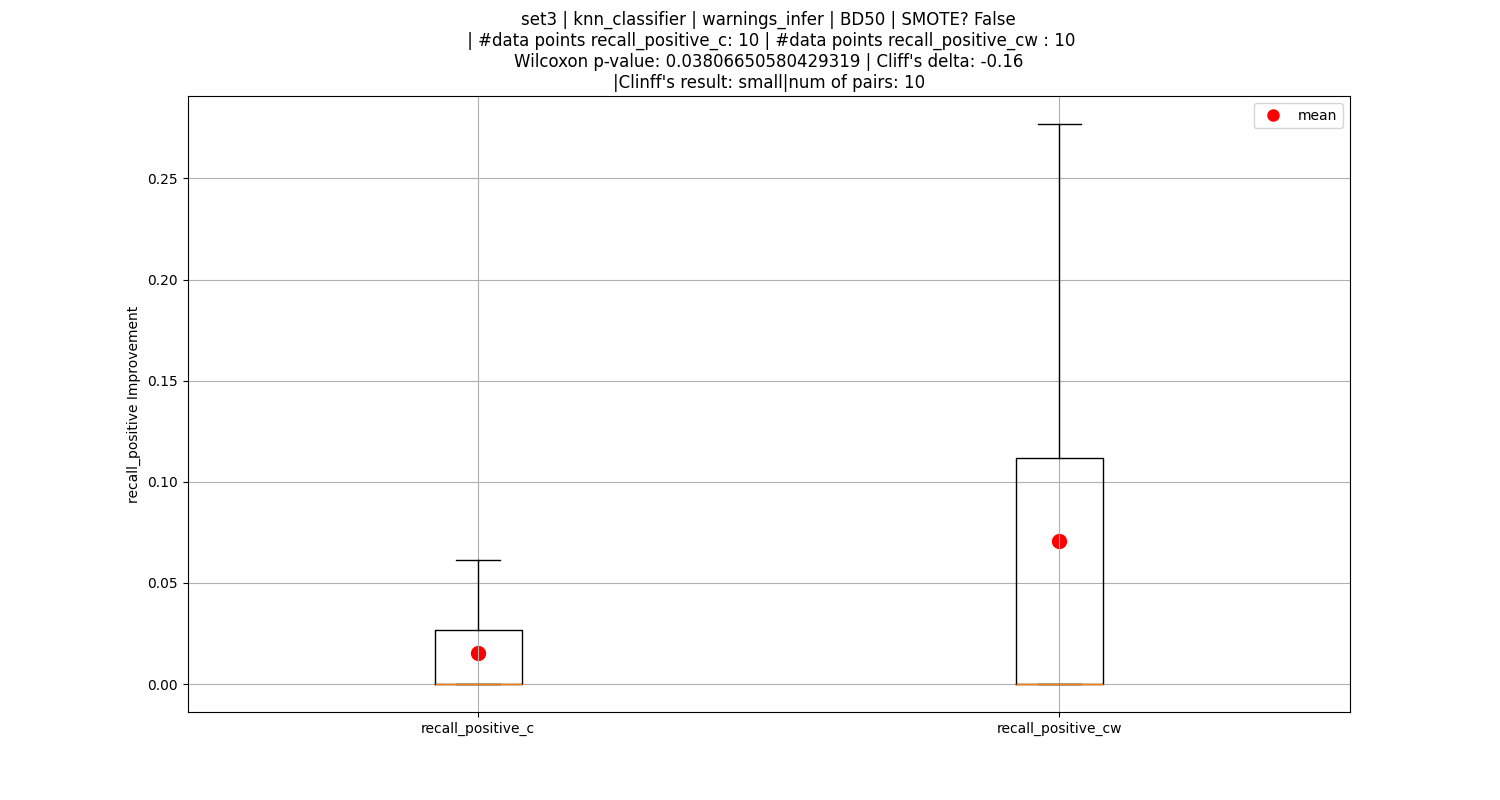 set3 | knn_classifier | warnings_infer | BD50 | SMOTE? False
| #data points recall_positive_c: 10 | #data points recall_positive_cw : 10
Wilcoxon p-value: 0.03806650580429319 | Cliff's delta: -0.16
|Clinff's result: small|num of pairs: 10
mean
0.25
0.20
0.15
0.10
0.05
0.00
recall_positive Improvement
recall_positive_c
recall_positive_cw